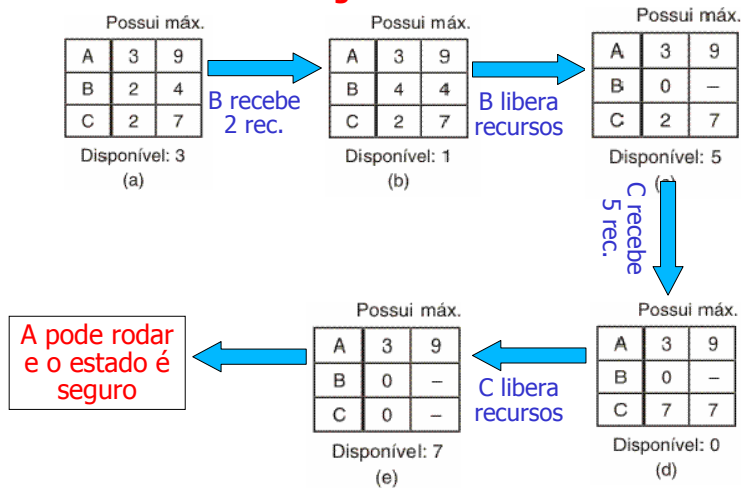 Possui máx.
A 3 9
B 2 4
C 2 7
Disponível: 3
(a)
B recebe
2 rec.
Possui máx.
A 3 9
B 4 4
C 2 7
Disponível: 1
(b)
B libera
recursos
Possui máx.
A 3 9
B 0 –
C 2 7
Disponível: 5
C recebe
5 rec.
Possui máx.
A 3 9
B 0 –
C 7 7
Disponível: 0
(d)
C libera
recursos
Possui máx.
A 3 9
B 0 –
C 0 –
Disponível: 7
(e)
A pode rodar
e o estado é
seguro